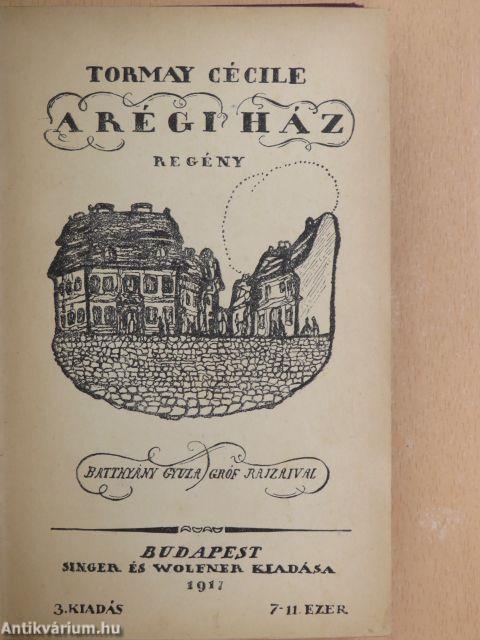 TORMAY CÉCILE
A RÉGI HÁZ
REGÉNY
BATTHYÁNY GYULA GRÓF RAJZAIVAL
BUDAPEST
SINGER ÉS WOLFNER KIADÁSA
1917
3. KIADÁS 7-11. EZER
Antikvárium.hu